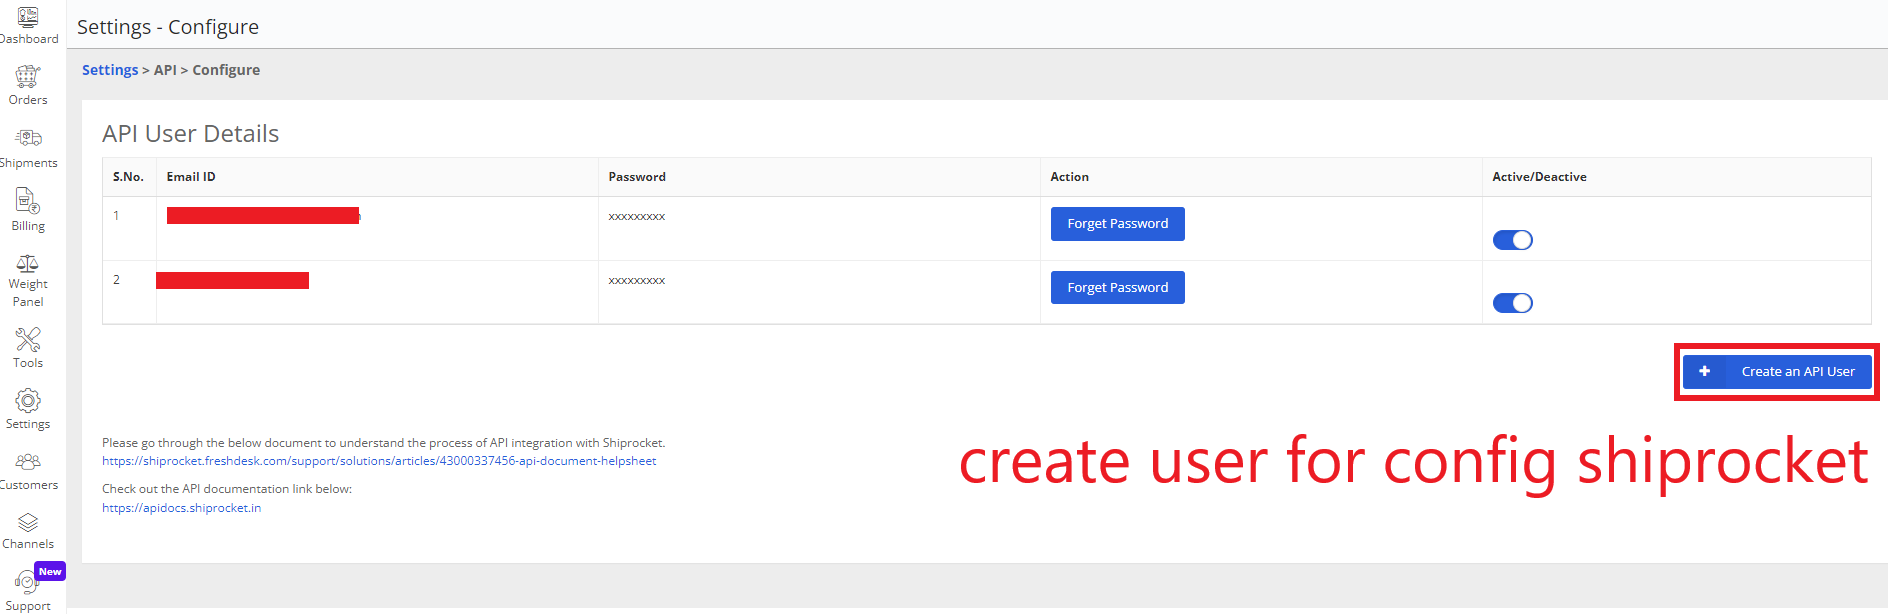 Settings - Configure
Settings > API > Configure
Dashboard
Orders
Shipments
Billing
Weight
Panel
Tools
Settings
Customers
Channels
New
Support
API User Details
S.No. Email ID Password Action Active/Deactive
1 xxxxxxxxx Forget Password
2 xxxxxxxxx Forget Password
+ Create an API User
Please go through the below document to understand the process of API integration with Shiprocket.
https://shiprocket.freshdesk.com/support/solutions/articles/43000337456-api-document-helpsheet
Check out the API documentation link below:
https://apidocs.shiprocket.in
create user for config shiprocket